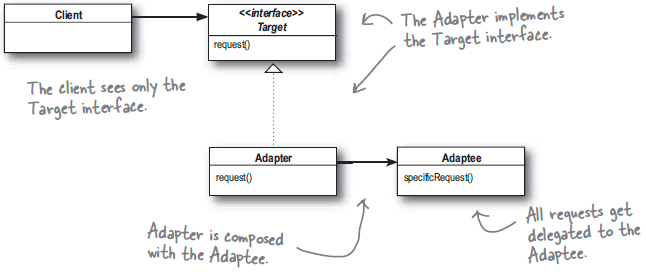 Client
<<interface>>
Target
request()
The Adapter implements
the Target interface.
The client sees only the
Target interface.
Adapter
request()
Adaptee
specificRequest()
Adapter is composed
with the Adaptee.
All requests get
delegated to the
Adaptee.